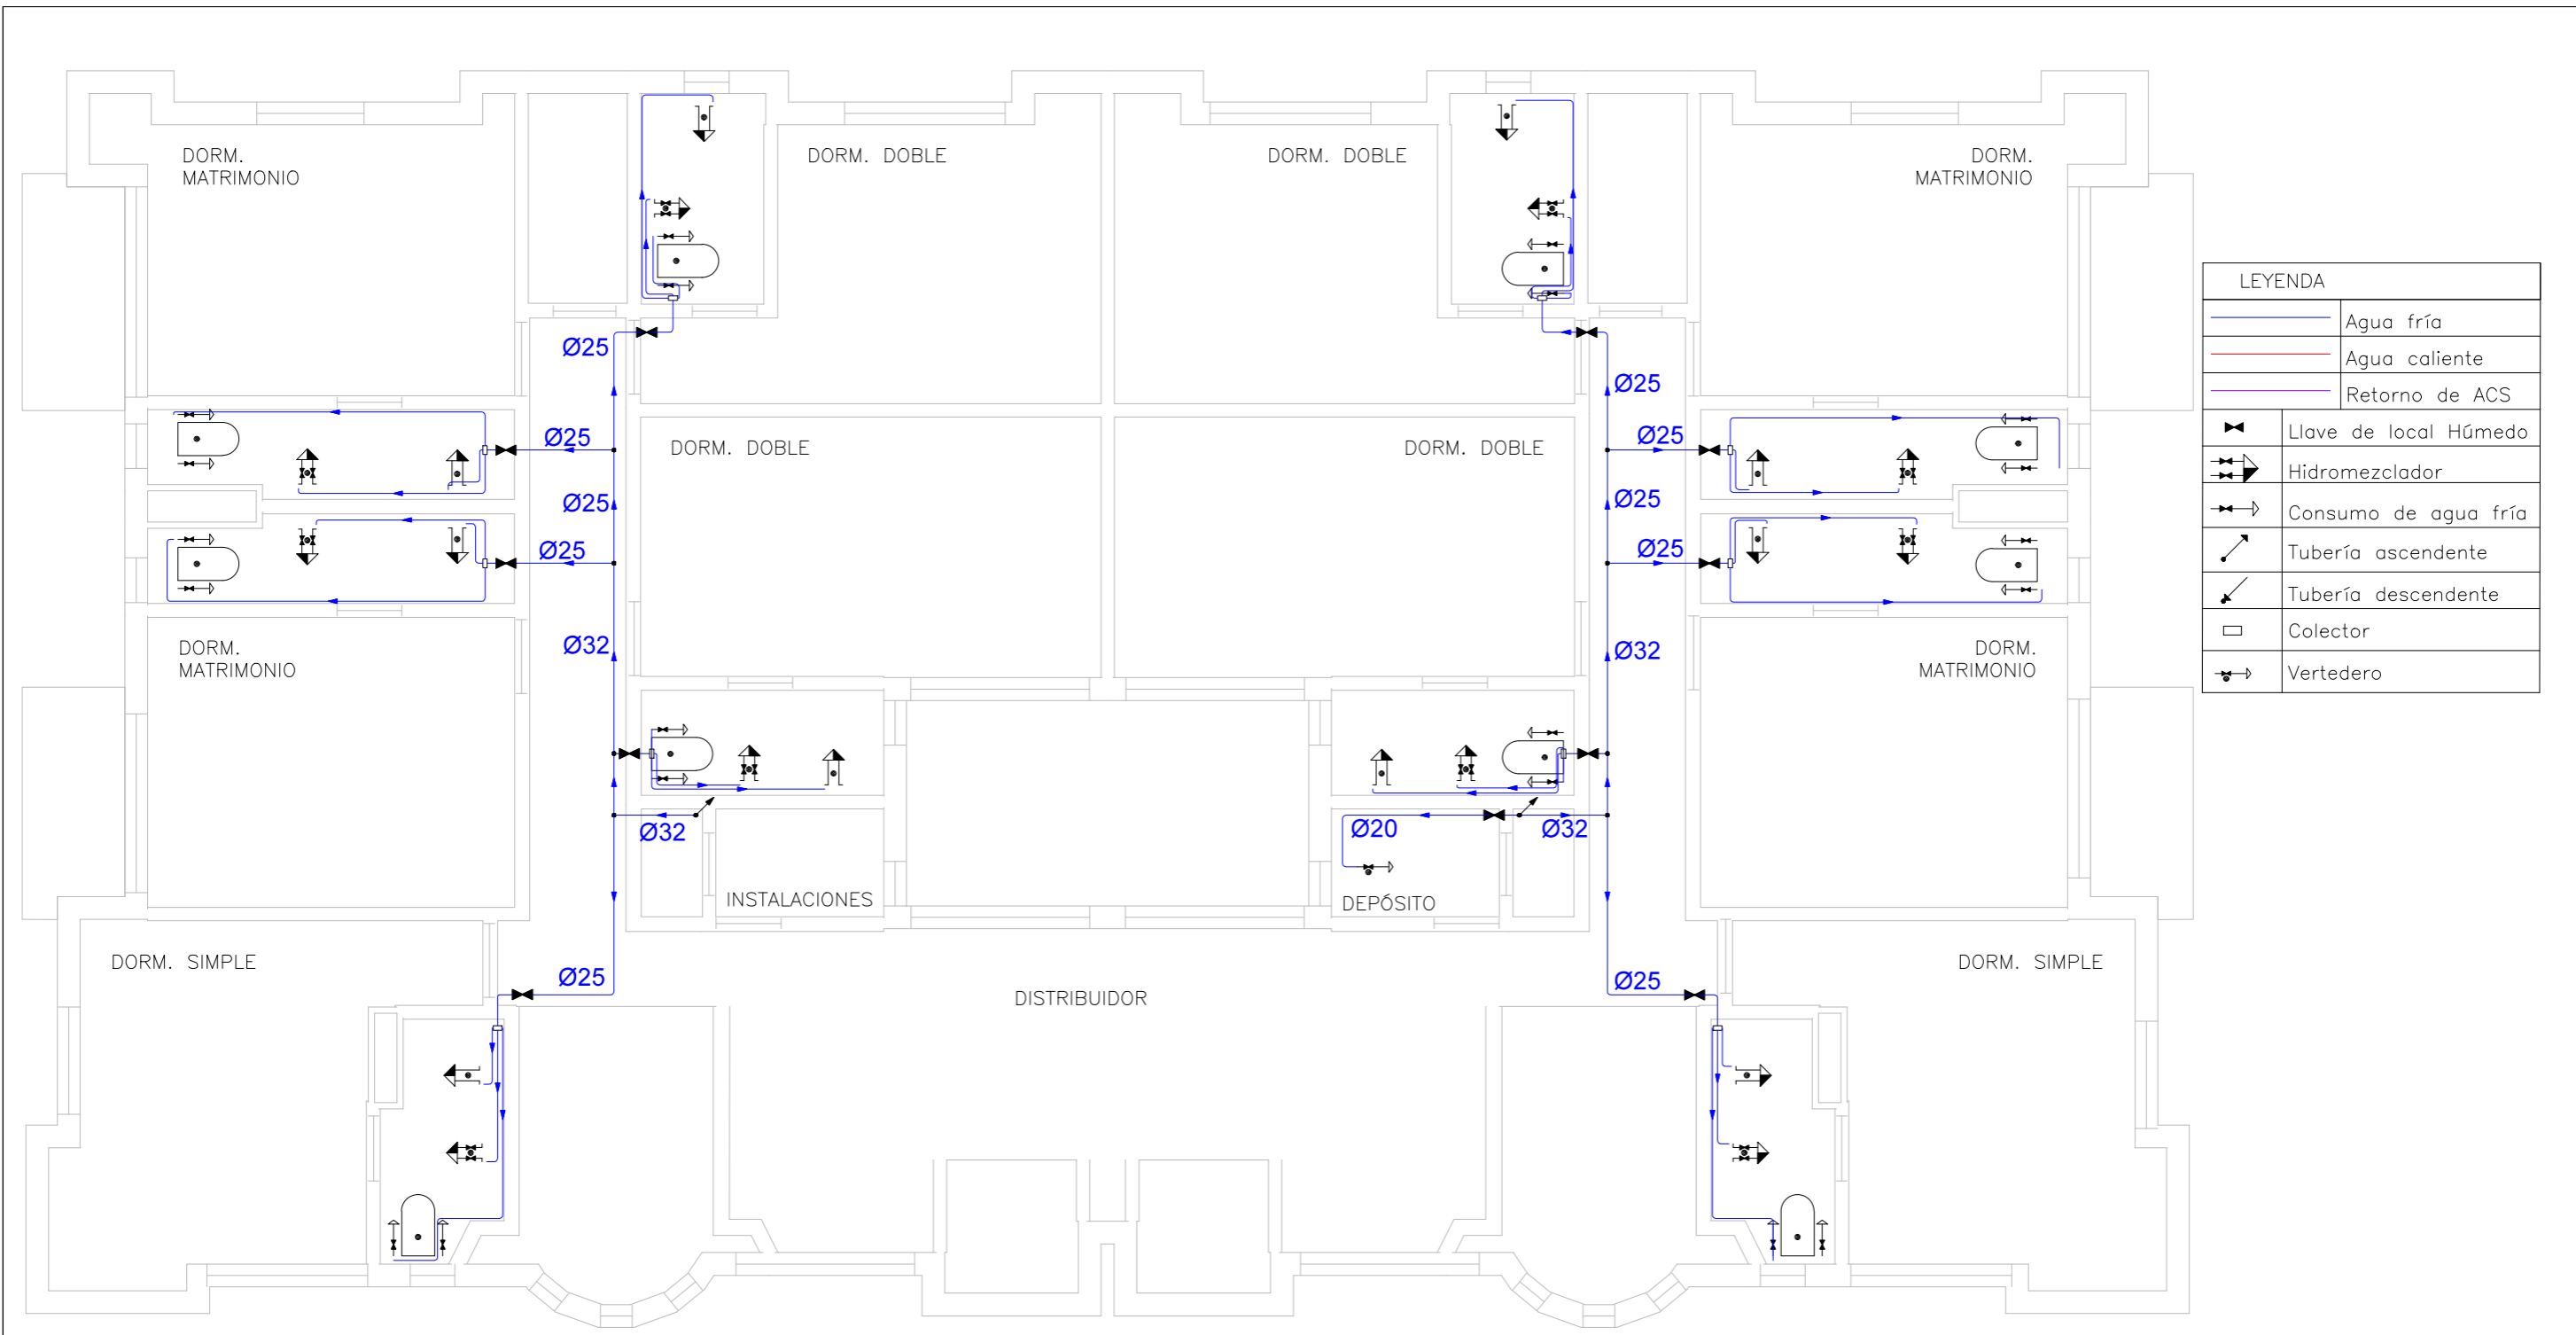 DORM.
MATRIMONIO
DORM. DOBLE
DORM. DOBLE
DORM.
MATRIMONIO
LEYENDA
Agua fría
Agua caliente
Retorno de ACS
Llave de local Húmedo
Hidromezclador
Consumo de agua fría
Tubería ascendente
Tubería descendente
Colector
Vertedero
Ø25
Ø25
Ø25
Ø25
DORM. DOBLE
DORM. DOBLE
Ø25
Ø25
Ø25
Ø25
Ø32
Ø32
DORM.
MATRIMONIO
DORM.
MATRIMONIO
Ø32
Ø20
Ø32
INSTALACIONES
DEPÓSITO
DORM. SIMPLE
DORM. SIMPLE
Ø25
Ø25
DISTRIBUIDOR